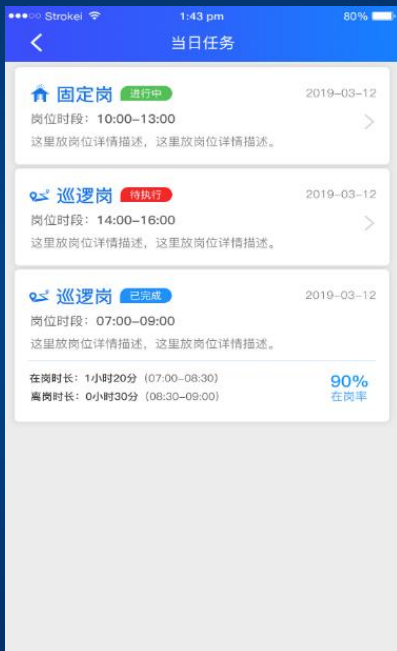 Strokei 1:43 pm 80%
当日任务
固定岗 进行中 2019-03-12
岗位时段：10:00-13:00
这里放岗位详情描述，这里放岗位详情描述。
巡逻岗 待执行 2019-03-12
岗位时段：14:00-16:00
这里放岗位详情描述，这里放岗位详情描述。
巡逻岗 已完成 2019-03-12
岗位时段：07:00-09:00
这里放岗位详情描述，这里放岗位详情描述。
在岗时长：1小时20分（07:00-08:30） 90%
离岗时长：0小时30分（08:30-09:00） 在岗率